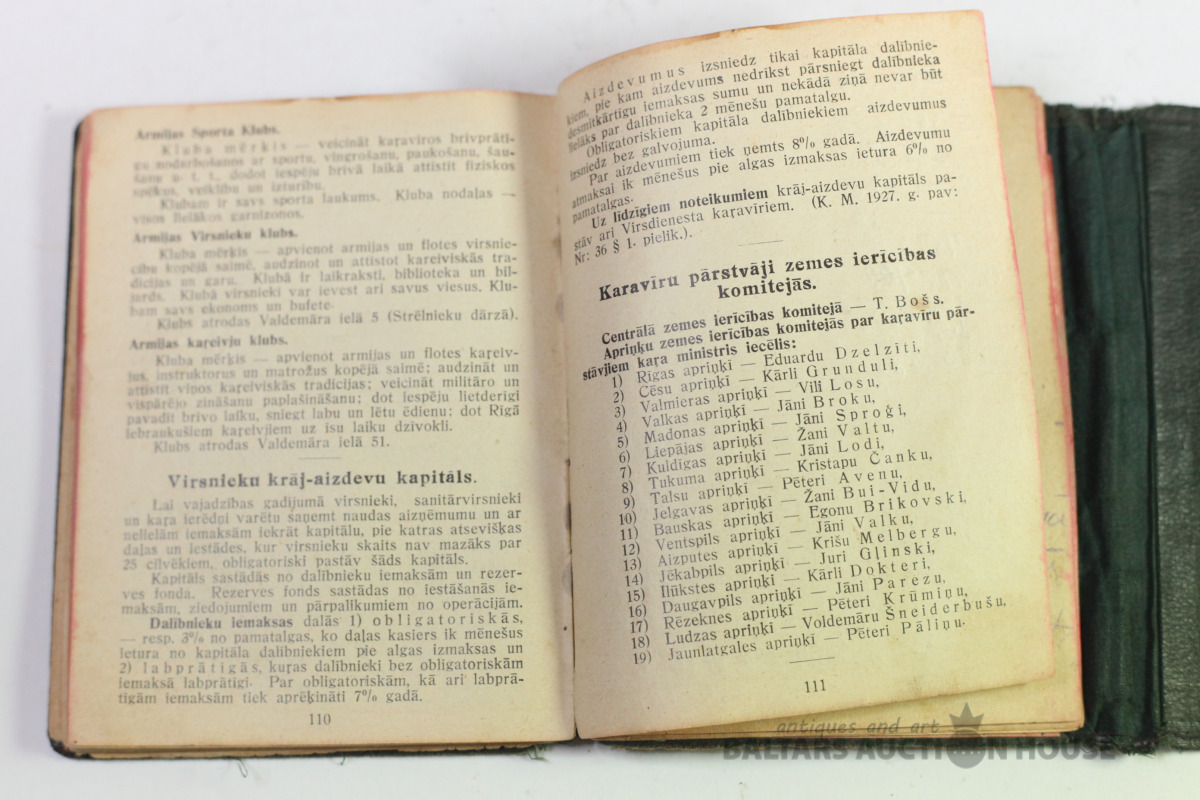 Armijas Sporta Klubs.
Kluba mērķis — veicināt karavīros brīvprātī-
gu nodarbošanos ar sportu, vingrošanu, paukošanu, šau-
šanu u. t. t., dodot iespēju brīvā laikā attīstīt fiziskos
spēkus, veiklību un izturību.
Klubam ir savs sporta laukums. Kluba nodaļas —
visos lielākos garnizonos.
Armijas Virsnieku klubs.
Kluba mērķis — apvienot armijas un flotes virsnie-
cību kopējā saimē, audzinot un attīstot kareiviskās tra-
dicijas un garu. Klubā ir laikraksti, biblioteka un bil-
jards. Klubā virsnieki var ievest arī savus viesus. Klu-
bam savs ekonoms un bufete.
Klubs atrodas Valdemāra ielā 5 (Strēlnieku dārzā).
Armijas kareivju klubs.
Kluba mērķis — apvienot armijas un flotes kaŗeiv-
jus, instruktorus un matrožus kopējā saimē; audzināt un
attīstīt viņos kaŗeiviskās tradicijas; veicināt militāro un
vispārējo zināšanu paplašināšanu; dot iespēju lietderīgi
pavadīt brīvo laiku, sniegt labu un lētu ēdienu; dot Rīgā
iebraukušiem kaŗeivjiem uz īsu laiku dzīvokli.
Klubs atrodas Valdemāra ielā 51.
Virsnieku krāj-aizdevu kapitāls.
Lai vajadzības gadījumā virsnieki, sanitārvirsnieki
un kaŗa ierēdņi varētu saņemt naudas aizņēmumu un ar
nelielām iemaksām iekrāt kapitālu, pie katras atsevišķas
daļas un iestādes, kur virsnieku skaits nav mazāks par
25 cilvēkiem, obligatoriski pastāv šāds kapitāls.
Kapitāls sastādās no dalībnieku iemaksām un rezer-
ves fonda. Rezerves fonds sastādas no iestāšanās ie-
maksām, ziedojumiem un pārpalikumiem no operācijām.
Dalībnieku iemaksas dalās 1) obligatoriskās,
— resp. 3% no pamatalgas, ko daļas kasiers ik mēnešus
ietura no kapitāla dalībniekiem pie algas izmaksas un
2) labprātīgās, kuŗas dalībnieki bez obligatoriskām
iemaksā labprātīgi. Par obligatoriskām, kā arī labprā-
tīgām iemaksām tiek aprēķināti 7% gadā.
110
Aizdevumus izsniedz tikai kapitāla dalībnie-
kiem, pie kam aizdevums nedrīkst pārsniegt dalībnieka
desmitkārtīgu iemaksas sumu un nekādā ziņā nevar būt
lielāks par dalībnieka 2 mēnešu pamatalgu.
Obligatoriskiem kapitāla dalībniekiem aizdevumus
izsniedz bez galvojuma.
Par aizdevumiem tiek ņemts 8% gadā. Aizdevumu
atmaksai ik mēnešus pie algas izmaksas ietura 6% no
pamatalgas.
Uz līdzīgiem noteikumiem krāj-aizdevu kapitāls pa-
stāv arī Virsdienesta kaŗavīriem. (K. M. 1927. g. pav:
Nr: 36 § 1. pielik.).
Karavīru pārstvāji zemes ierīcības
komitejās.
Centrālā zemes ierīcības komitejā — T. Bošs.
Apriņķu zemes ierīcības komitejās par kaŗavīru pār-
stāvjiem kaŗa ministris iecēlis:
1) Rīgas apriņķī — Eduardu Dzelzīti,
2) Cēsu apriņķī — Kārli Grunduli,
3) Valmieras apriņķī — Vili Losu,
4) Valkas apriņķī — Jāni Broku,
5) Madonas apriņķī — Jāni Sproģi,
6) Liepājas apriņķī — Žani Valtu,
7) Kuldīgas apriņķī — Jāni Lodi,
8) Tukuma apriņķī — Kristapu Čanku,
9) Talsu apriņķī — Pēteri Avenu,
10) Jelgavas apriņķī — Žani Bui-Vidu,
11) Bauskas apriņķī — Egonu Brikovski,
12) Ventspils apriņķī — Jāni Valku,
13) Aizputes apriņķī — Krišu Melbergu,
14) Jēkabpils apriņķī — Juri Gļinski,
15) Ilūkstes apriņķī — Kārli Dokteri,
16) Daugavpils apriņķī — Jāni Parezu,
17) Rēzeknes apriņķī — Pēteri Krūmiņu,
18) Ludzas apriņķī — Voldemāru Šneiderbušu,
19) Jaunlatgales apriņķī — Pēteri Pāliņu.
111
antiques and art
BALTARS AUCTION HOUSE